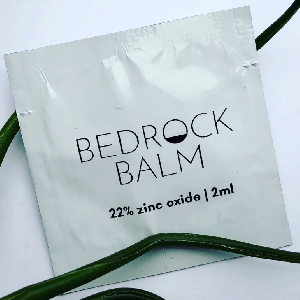 BEDROCK
BALM
22% zinc oxide | 2ml